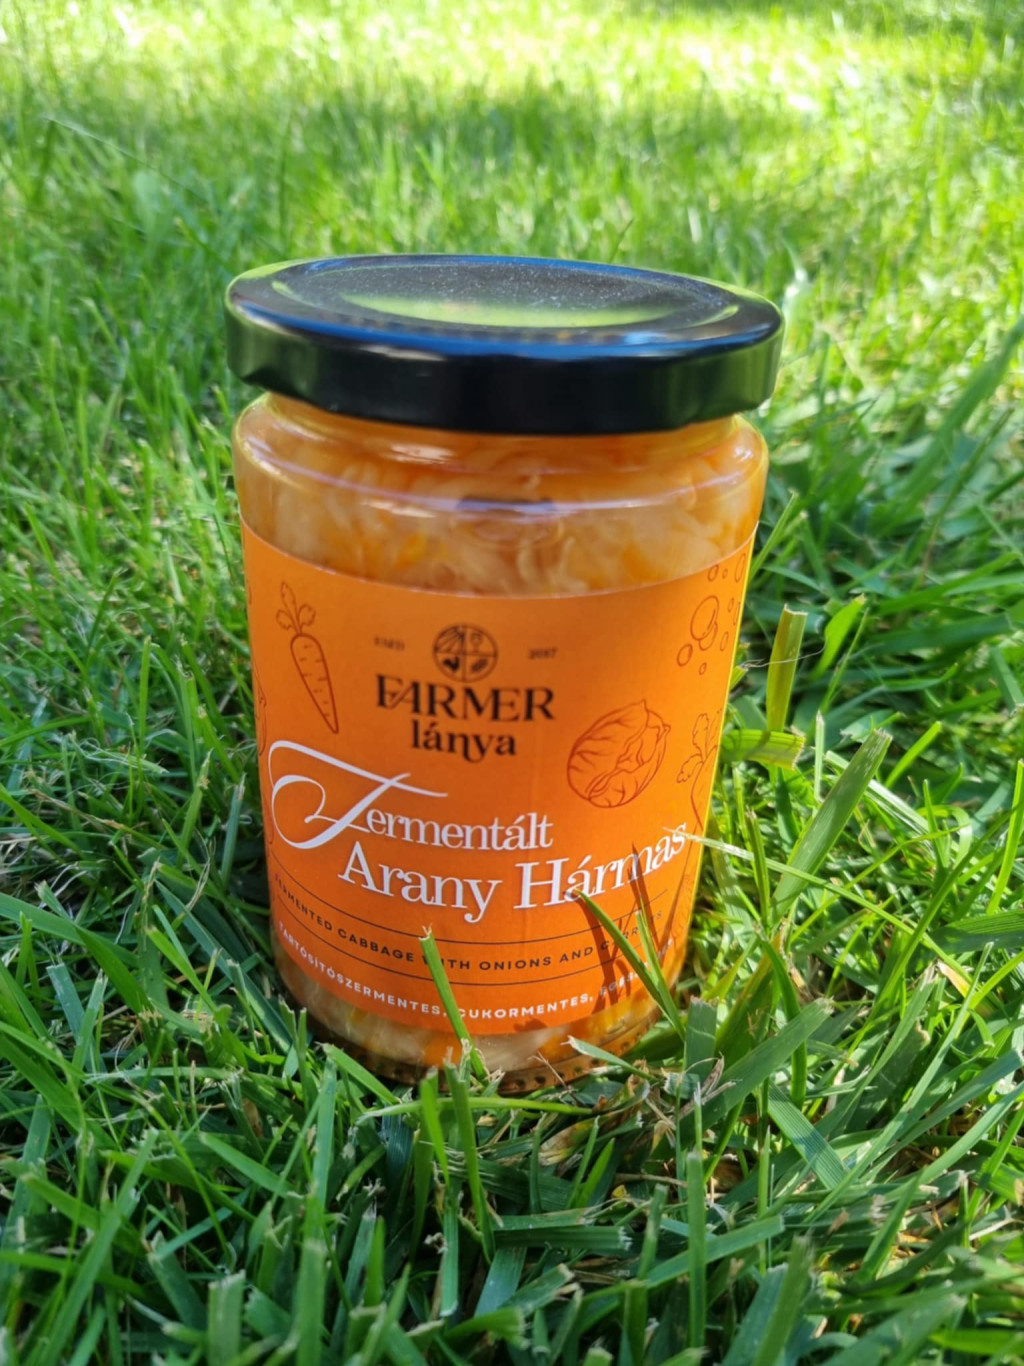 ESTD 2017
FARMER
lánya
Fermentált
Arany Hármas
FERMENTED CABBAGE WITH ONIONS AND
TARTÓSÍTÓSZERMENTES, CUKORMENTES,